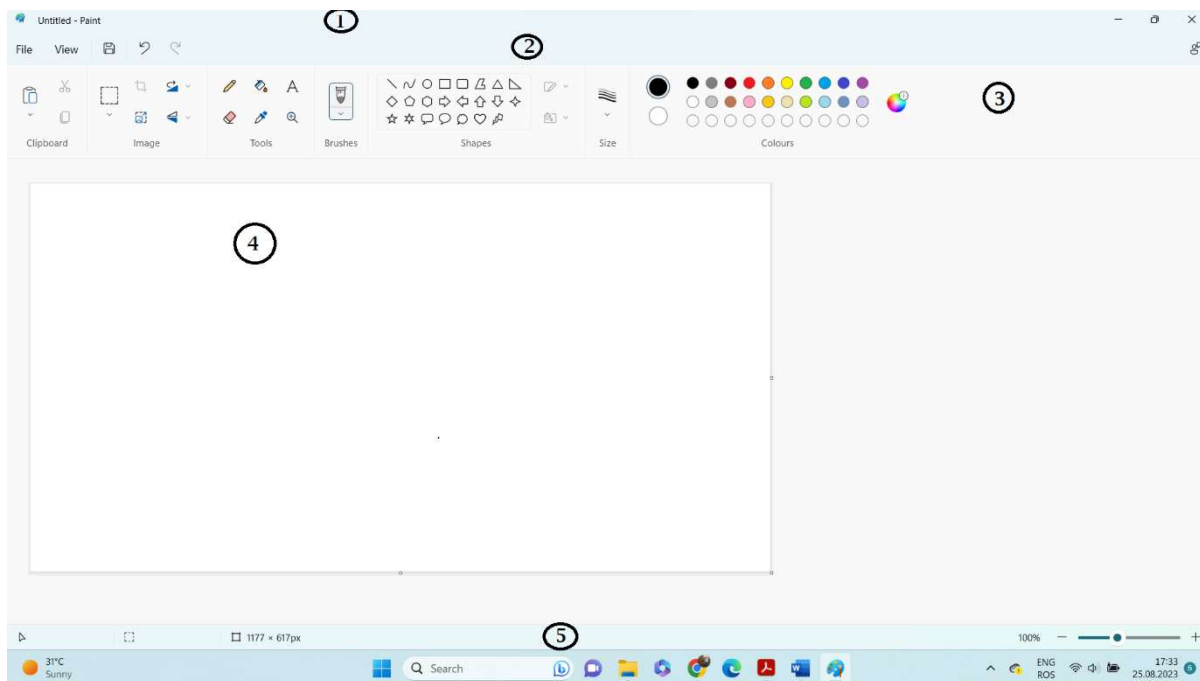 Untitled - Paint
1
File View
2
3
A
Clipboard Image Tools Brushes Shapes Size Colours
4
1177 × 617px
5
100%
31°C
Sunny
Search
b
W
ENG
ROS
17:33
25.08.2023